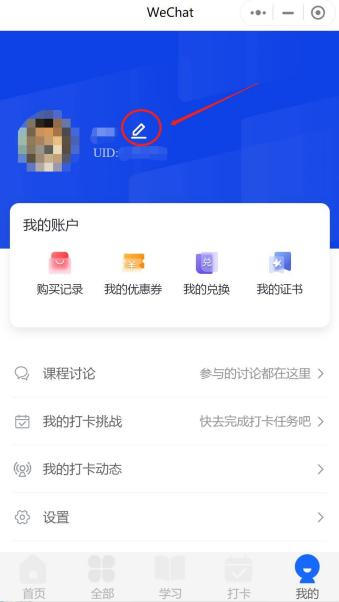 WeChat
UID:
我的账户
购买记录
我的优惠券
兑
我的兑换
我的证书
课程讨论
参与的讨论都在这里
我的打卡挑战
快去完成打卡任务吧
我的打卡动态
设置
首页
全部
学习
打卡
我的